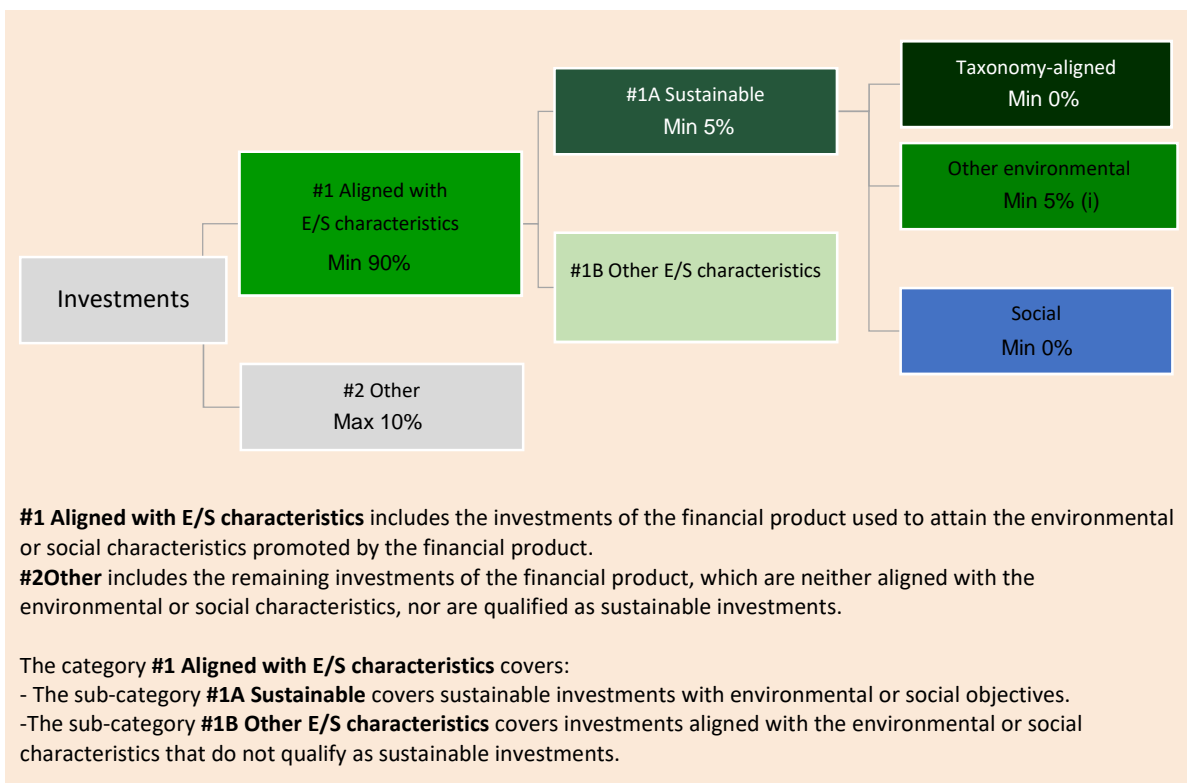 Investments
#1 Aligned with
E/S characteristics
Min 90%
#2 Other
Max 10%
#1A Sustainable
Min 5%
#1B Other E/S characteristics
Taxonomy-aligned
Min 0%
Other environmental
Min 5% (i)
Social
Min 0%
#1 Aligned with E/S characteristics includes the investments of the financial product used to attain the environmental
or social characteristics promoted by the financial product.
#2Other includes the remaining investments of the financial product, which are neither aligned with the
environmental or social characteristics, nor are qualified as sustainable investments.
The category #1 Aligned with E/S characteristics covers:
- The sub-category #1A Sustainable covers sustainable investments with environmental or social objectives.
-The sub-category #1B Other E/S characteristics covers investments aligned with the environmental or social
characteristics that do not qualify as sustainable investments.